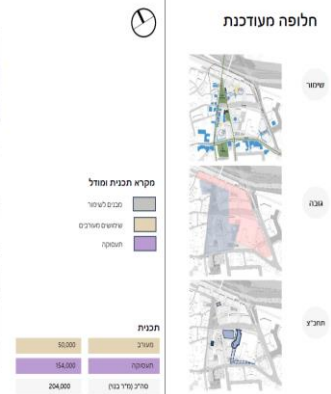 חלופה מעודכנת
שימור
גובה
תחב"צ
מקרא תכנית ומודל
מבנים לשימור
שימושים מעורבים
תעסוקה
תכנית
מעורב 50,000
תעסוקה 154,000
סה"כ (מ"ר בנוי) 204,000